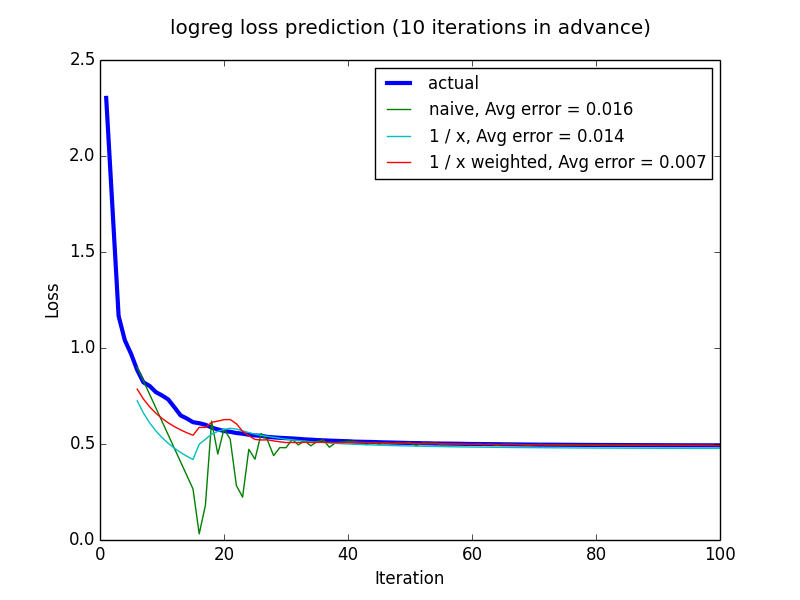 logreg loss prediction (10 iterations in advance)
2.5
2.0
1.5
1.0
0.5
0.0
Loss
actual
naive, Avg error = 0.016
1 / x, Avg error = 0.014
1 / x weighted, Avg error = 0.007
0 20 40 60 80 100
Iteration